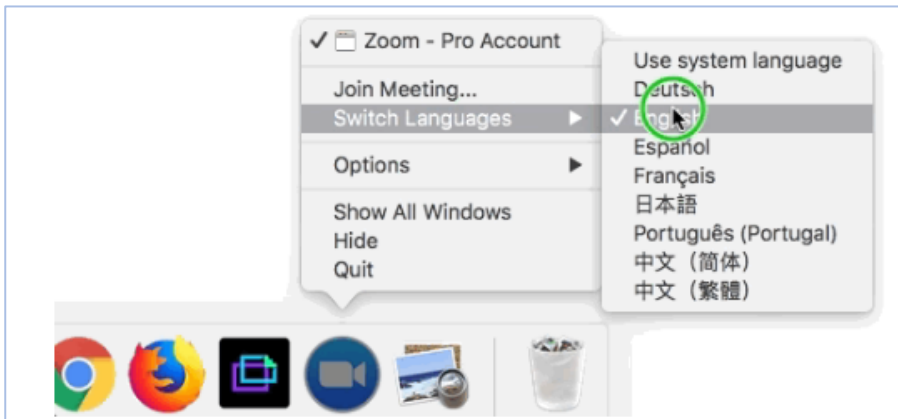 ✓ Zoom - Pro Account
Join Meeting...
Switch Languages
Options
Show All Windows
Hide
Quit
Use system language
Deutsch
✓ English
Español
Français
日本語
Português (Portugal)
中文（简体）
中文（繁體）